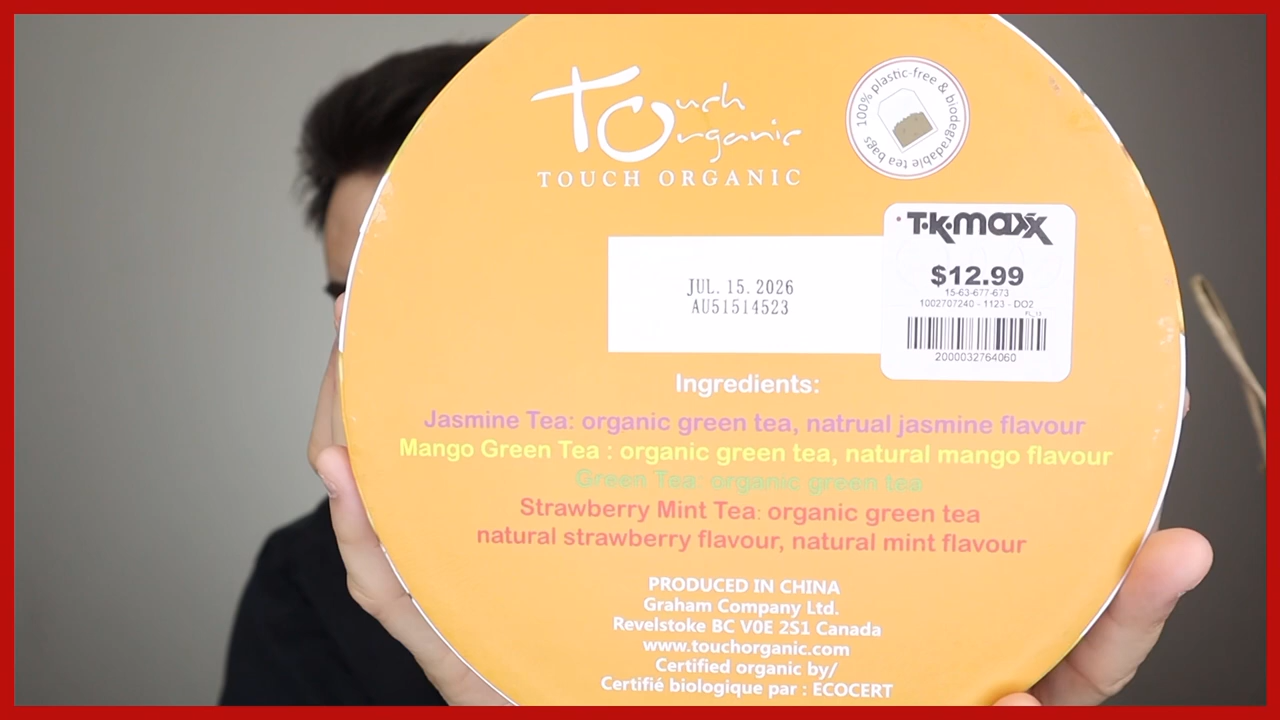 Touch
Organic
TOUCH ORGANIC
100% plastic-free & biodegradable tea bags
T·K·maxx
$12.99
15-63-677-673
1002707240 - 1123 - DO2
2000032764060
JUL. 15. 2026
AU51514523
Ingredients:
Jasmine Tea: organic green tea, natrual jasmine flavour
Mango Green Tea : organic green tea, natural mango flavour
Green Tea: organic green tea
Strawberry Mint Tea: organic green tea
natural strawberry flavour, natural mint flavour
PRODUCED IN CHINA
Graham Company Ltd.
Revelstoke BC V0E 2S1 Canada
www.touchorganic.com
Certified organic by/
Certifié biologique par : ECOCERT